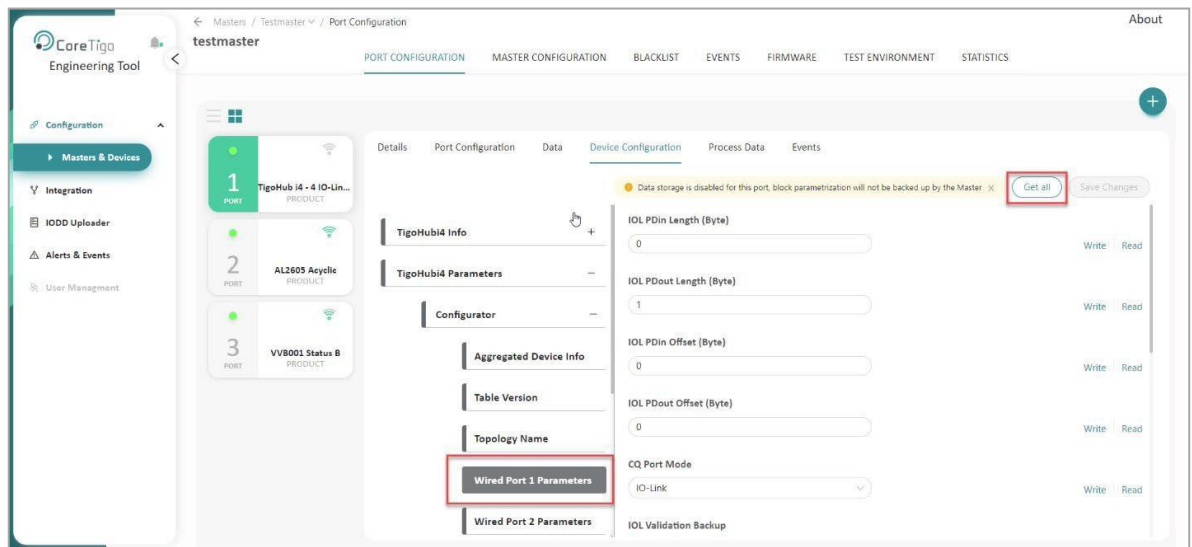 CoreTigo
Engineering Tool
Configuration
Masters & Devices
Integration
IODD Uploader
Alerts & Events
User Managment
Masters / Testmaster / Port Configuration
About
testmaster
PORT CONFIGURATION MASTER CONFIGURATION BLACKLIST EVENTS FIRMWARE TEST ENVIRONMENT STATISTICS
1
PORT
TigoHub i4 - 4 IO-Lin...
PRODUCT
2
PORT
AL2605 Acyclic
PRODUCT
3
PORT
VVB001 Status B
PRODUCT
Details Port Configuration Data Device Configuration Process Data Events
Data storage is disabled for this port, block parametrization will not be backed up by the Master
Get all
Save Changes
TigoHubi4 Info
TigoHubi4 Parameters
Configurator
Aggregated Device Info
Table Version
Topology Name
Wired Port 1 Parameters
Wired Port 2 Parameters
IOL PDin Length (Byte)
0
Write Read
IOL PDout Length (Byte)
1
Write Read
IOL PDin Offset (Byte)
0
Write Read
IOL PDout Offset (Byte)
0
Write Read
CQ Port Mode
IO-Link
Write Read
IOL Validation Backup